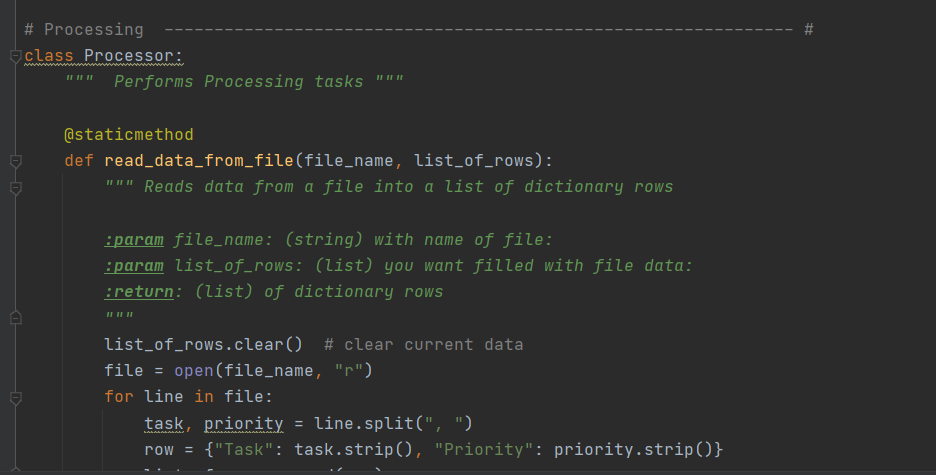 # Processing  --------------------------------------------------------------- #
class Processor:
    """  Performs Processing tasks """
    @staticmethod
    def read_data_from_file(file_name, list_of_rows):
        """ Reads data from a file into a list of dictionary rows
        :param file_name: (string) with name of file:
        :param list_of_rows: (list) you want filled with file data:
        :return: (list) of dictionary rows
        """
        list_of_rows.clear()  # clear current data
        file = open(file_name, "r")
        for line in file:
            task, priority = line.split(", ")
            row = {"Task": task.strip(), "Priority": priority.strip()}